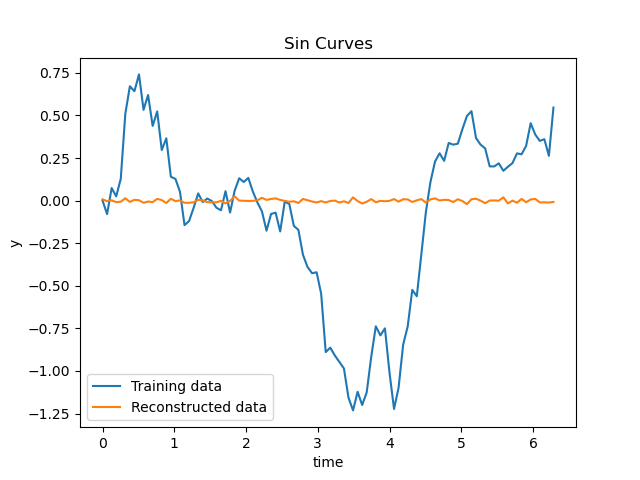 Sin Curves
0.75
0.50
0.25
0.00
−0.25
−0.50
−0.75
−1.00
−1.25
y
Training data
Reconstructed data
0 1 2 3 4 5 6
time